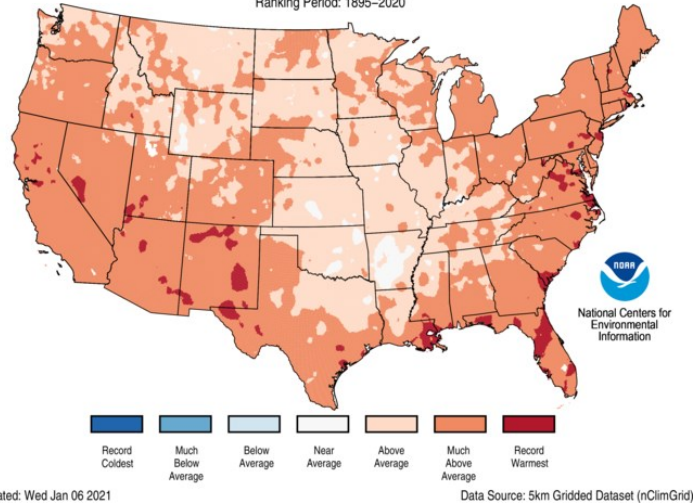 Ranking Period: 1895–2020
NOAA
National Centers for
Environmental
Information
Record
Coldest
Much
Below
Average
Below
Average
Near
Average
Above
Average
Much
Above
Average
Record
Warmest
ated: Wed Jan 06 2021
Data Source: 5km Gridded Dataset (nClimGrid)